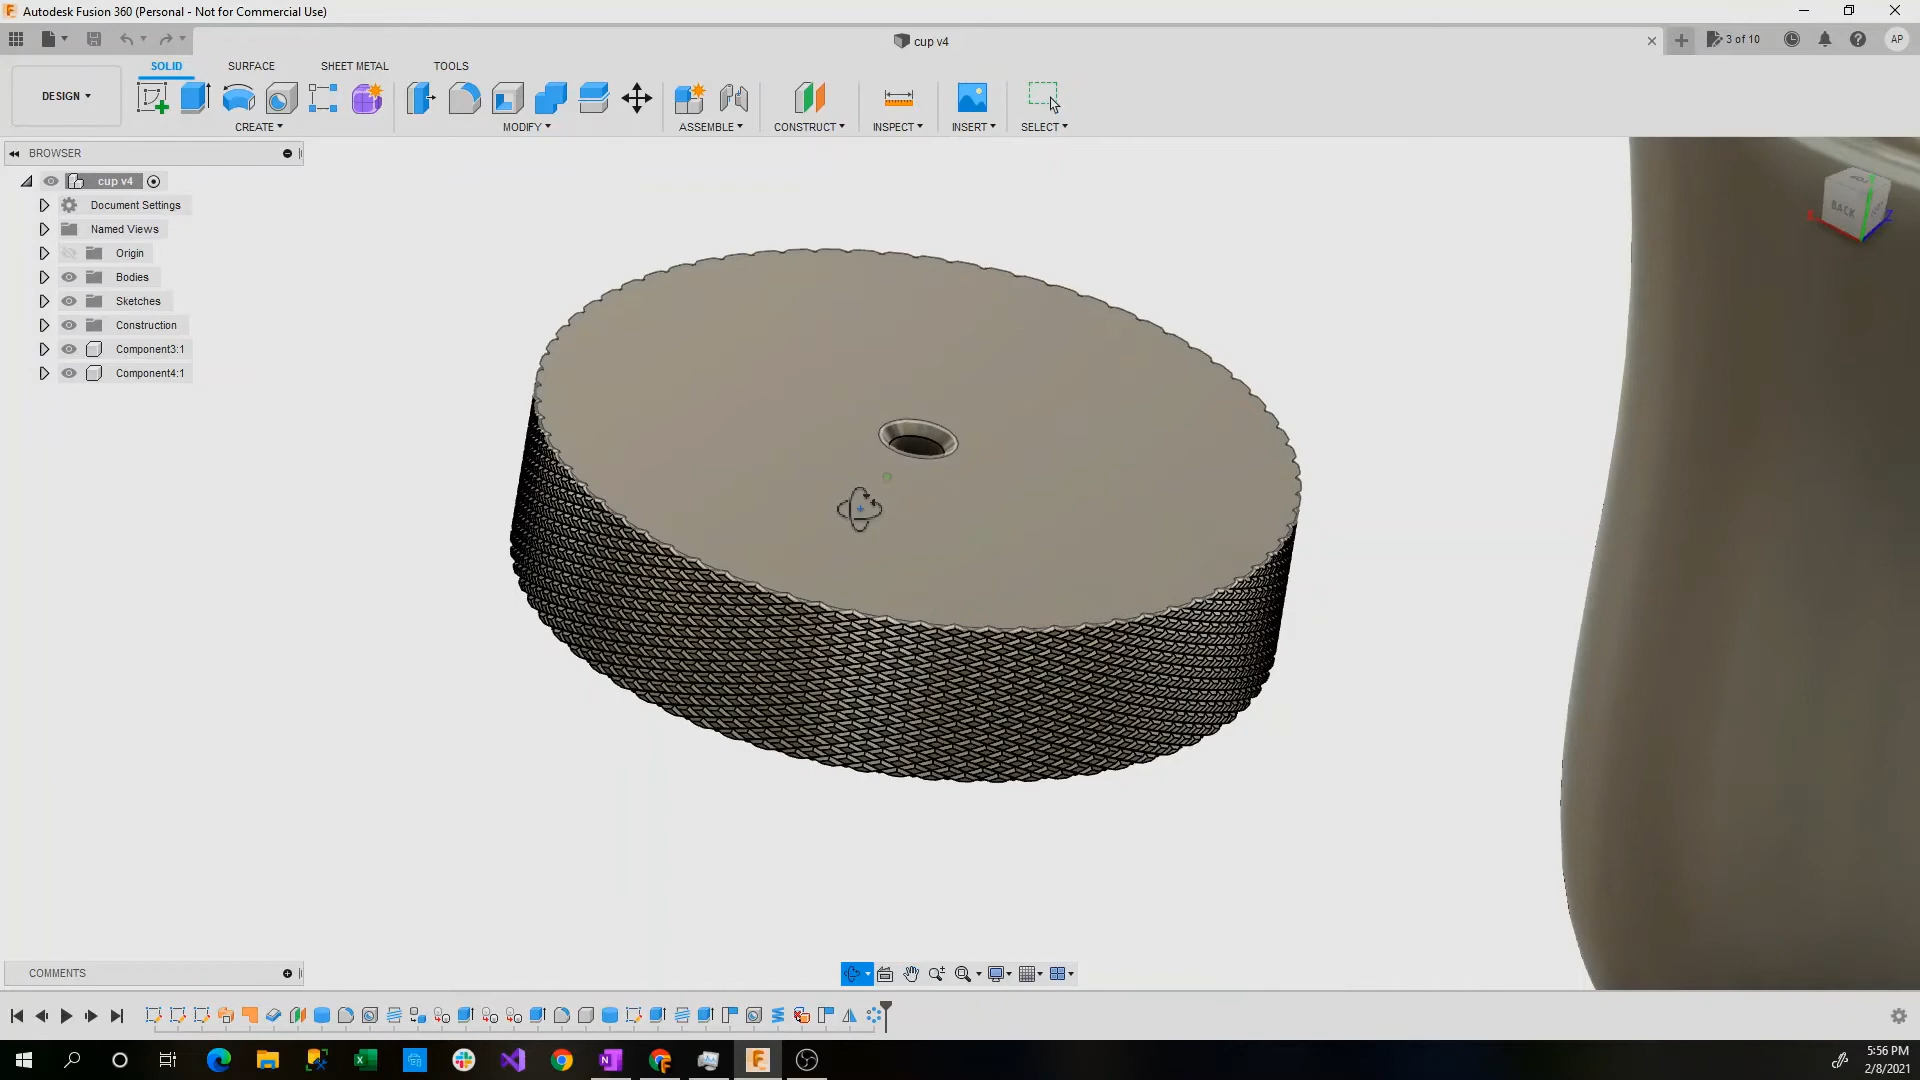 Autodesk Fusion 360 (Personal - Not for Commercial Use)
cup v4
3 of 10
AP
DESIGN
SOLID
SURFACE
SHEET METAL
TOOLS
CREATE
MODIFY
ASSEMBLE
CONSTRUCT
INSPECT
INSERT
SELECT
BROWSER
cup v4
Document Settings
Named Views
Origin
Bodies
Sketches
Construction
Component3:1
Component4:1
TOP
BACK
X
Z
COMMENTS
5:56 PM
2/8/2021